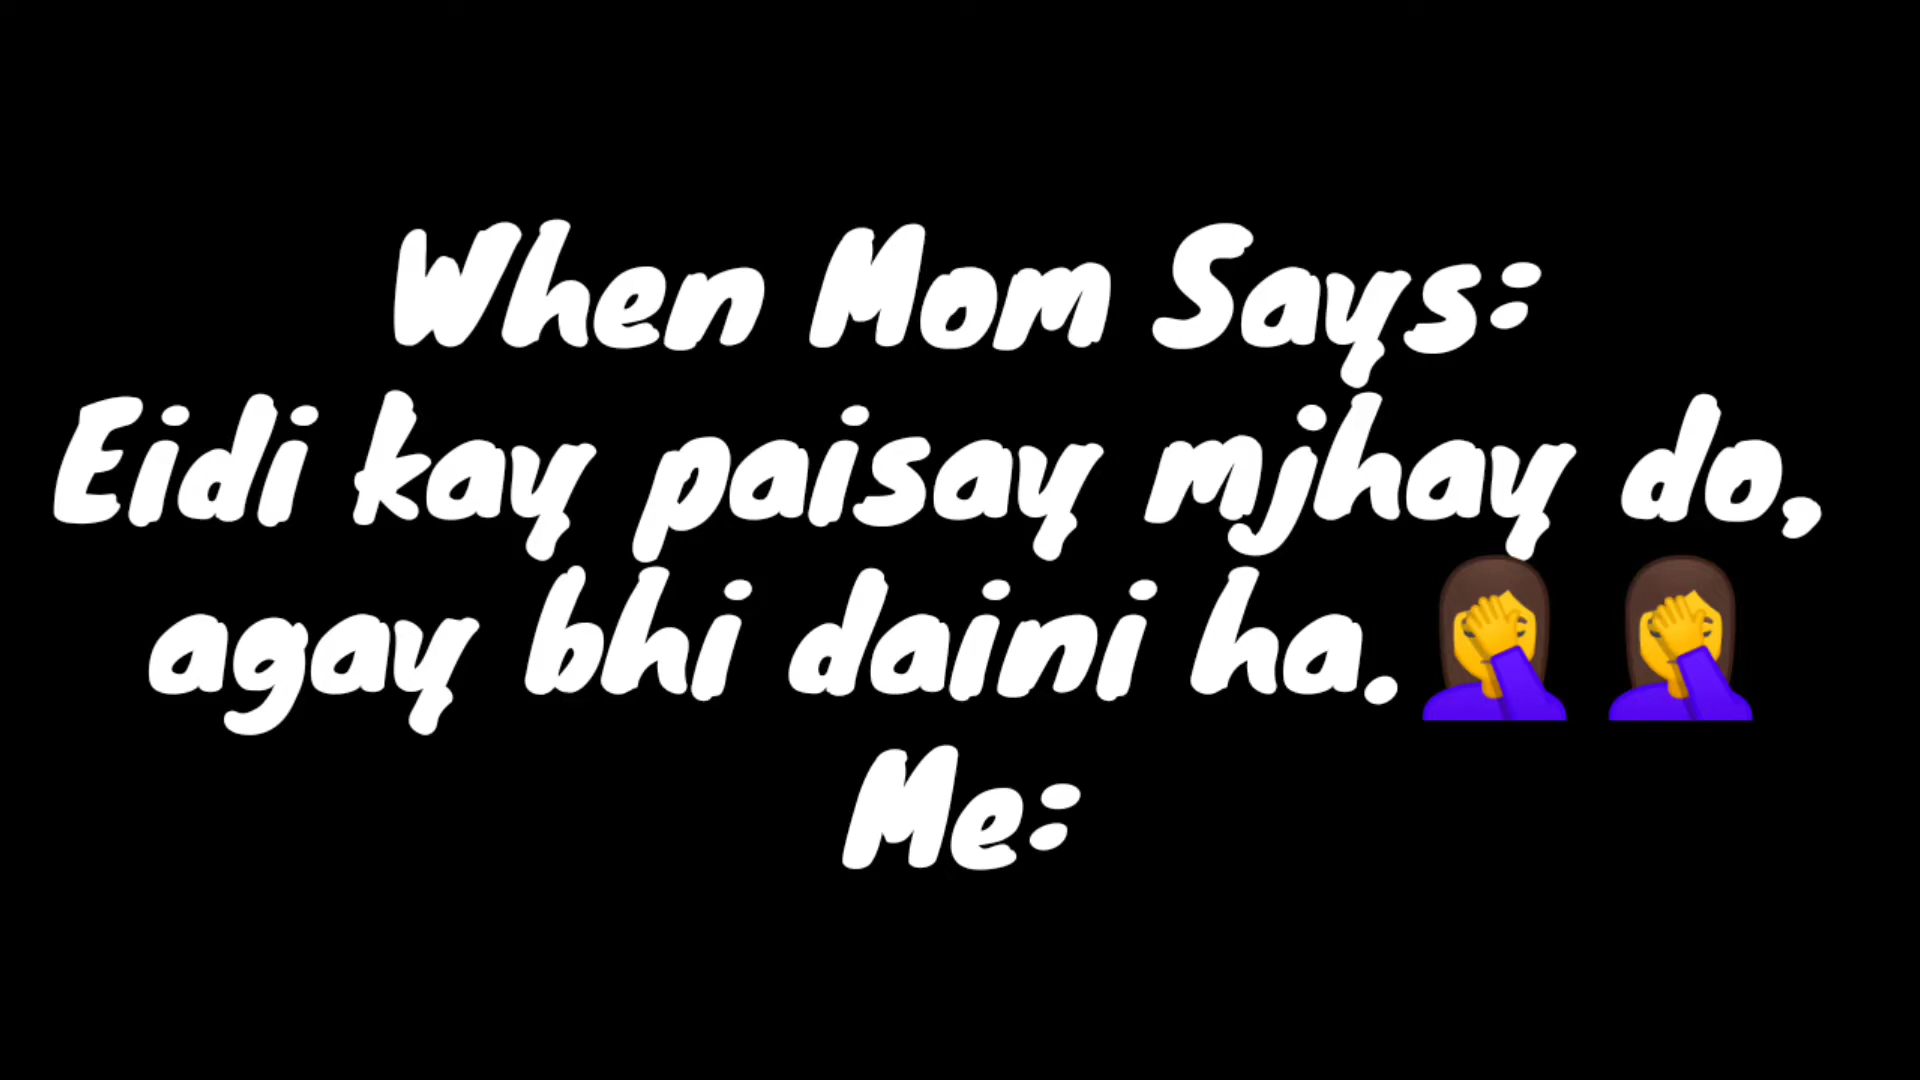 When Mom Says:
Eidi kay paisay mjhay do,
agay bhi daini ha.🤦‍♀️ 🤦‍♀️
Me: